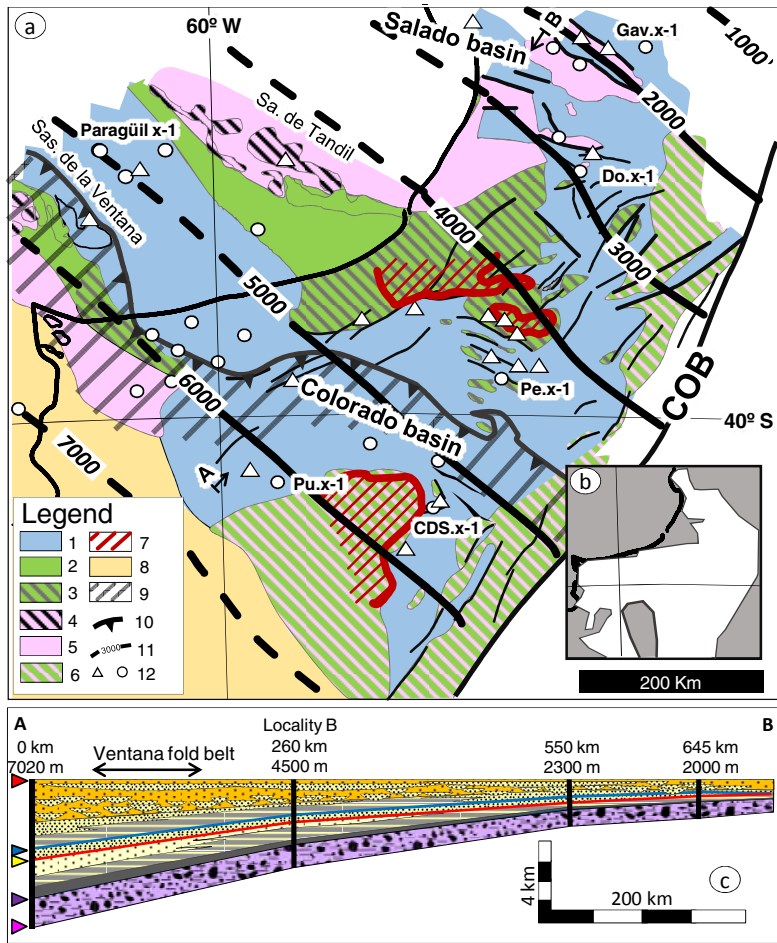 a
60º W
Salado basin
B
Gav.x-1
1000'
2000
Paragüil x-1
Sa. de Tandil
Sas. de la Ventana
Do.x-1
4000
3000
5000
COB
Pe.x-1
Colorado basin
6000
40º S
7000
A
Pu.x-1
CDS.x-1
b
Legend
1 7
2 8
3 9
4 10
5 3000 11
6 12
200 Km
A Locality B B
0 km 260 km 550 km 645 km
7020 m Ventana fold belt 4500 m 2300 m 2000 m
4 km
200 km
c